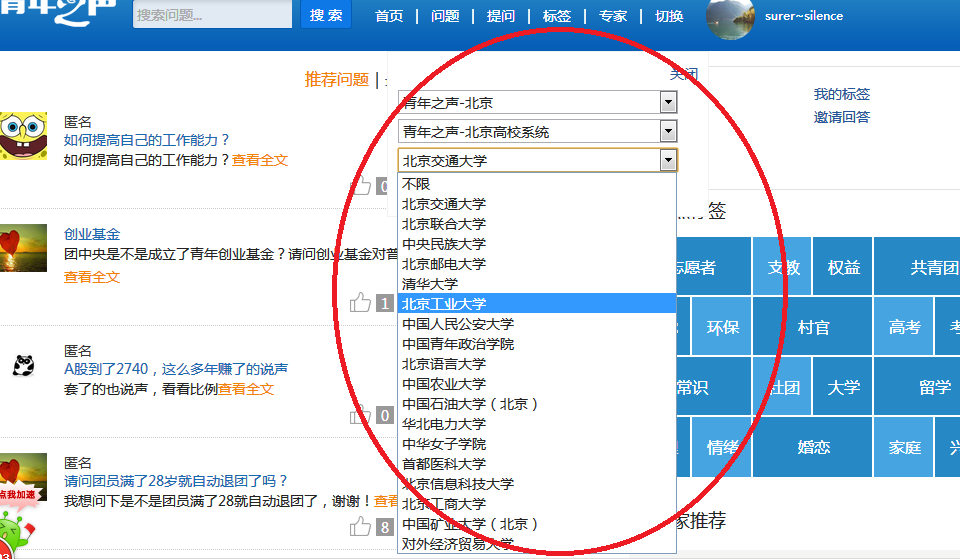 青年之声
搜索问题...
搜 索
首页
问题
提问
标签
专家
切换
surer~silence
推荐问题
关闭
青年之声-北京
青年之声-北京高校系统
北京交通大学
不限
北京交通大学
北京联合大学
中央民族大学
北京邮电大学
清华大学
北京工业大学
中国人民公安大学
中国青年政治学院
北京语言大学
中国农业大学
中国石油大学（北京）
华北电力大学
中华女子学院
首都医科大学
北京信息科技大学
北京工商大学
中国矿业大学（北京）
对外经济贸易大学
匿名
如何提高自己的工作能力？
如何提高自己的工作能力？查看全文
0
创业基金
团中央是不是成立了青年创业基金？请问创业基金对普
查看全文
1
匿名
A股到了2740，这么多年赚了的说声
套了的也说声，看看比例查看全文
0
匿名
请问团员满了28岁就自动退团了吗？
我想问下是不是团员满了28就自动退团了，谢谢！查看
8
点我加速
我的标签
邀请回答
签
志愿者
支教
权益
共青团
环保
村官
高考
常识
社团
大学
留学
情绪
婚恋
家庭
家推荐